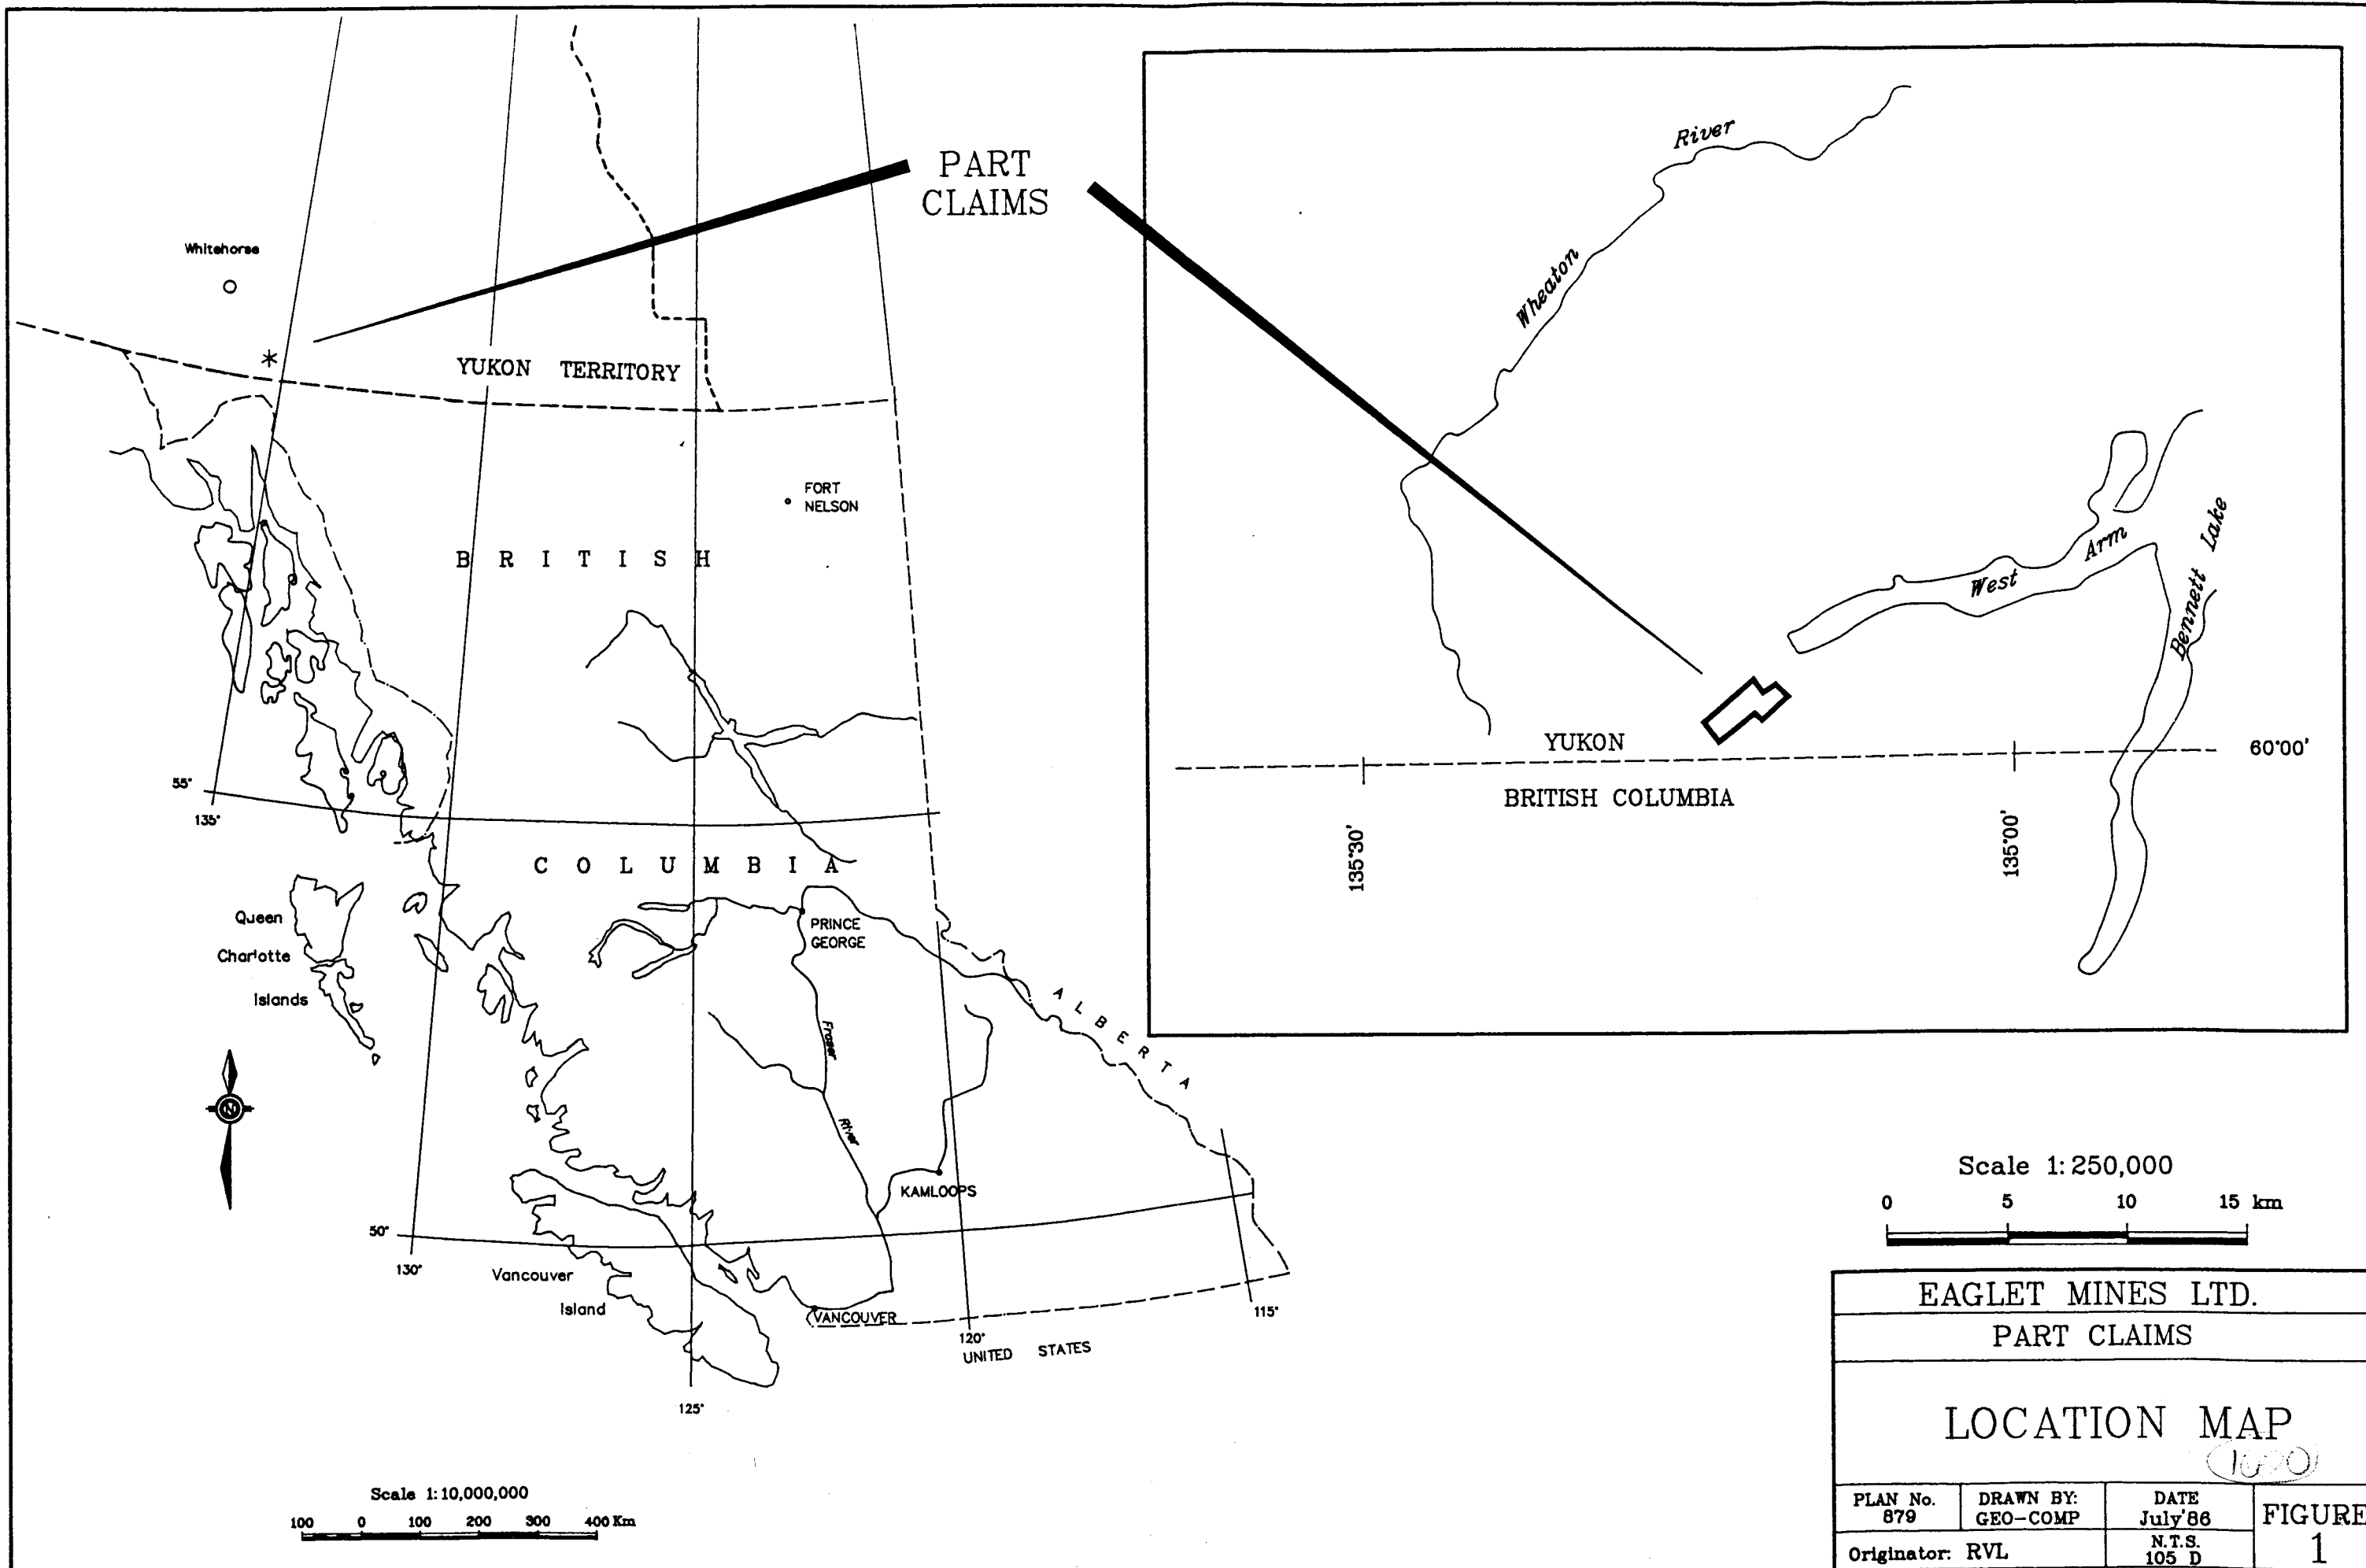 PART
CLAIMS
Whitehorse
YUKON TERRITORY
FORT
NELSON
BRITISH
COLUMBIA
55°
135°
Queen
Charlotte
Islands
PRINCE
GEORGE
Fraser
River
ALBERTA
N
KAMLOOPS
50°
130°
Vancouver
Island
VANCOUVER
120°
115°
UNITED STATES
125°
Scale 1:10,000,000
100 0 100 200 300 400 Km
River
Wheaton
West Arm
Bennett Lake
YUKON
60°00'
BRITISH COLUMBIA
135°30'
135°00'
Scale 1:250,000
0 5 10 15 km
EAGLET MINES LTD.
PART CLAIMS
LOCATION MAP
PLAN No.
879
DRAWN BY:
GEO-COMP
DATE
July'86
FIGURE
1
Originator: RVL
N.T.S.
105 D